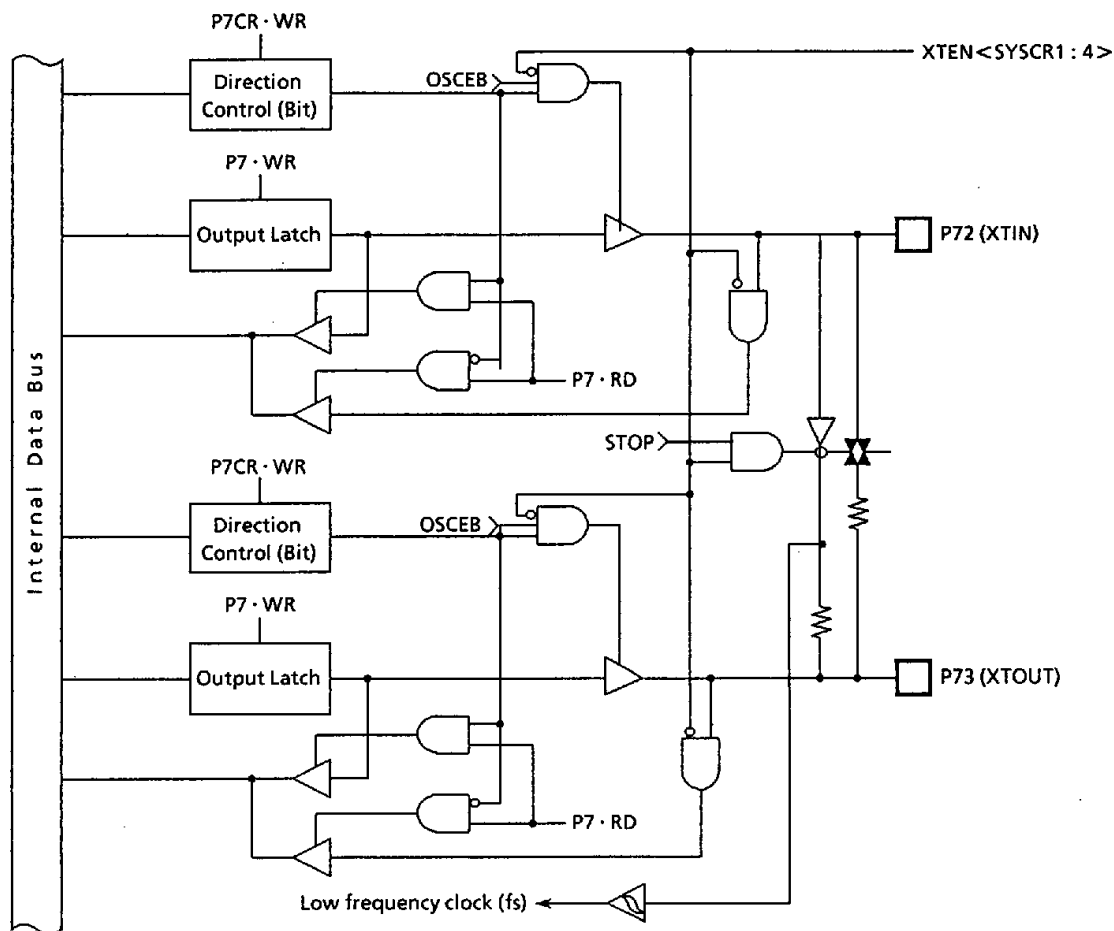 P7CR · WR
XTEN<SYSCR1 : 4>
OSCEB
Direction
Control (Bit)
P7 · WR
Output Latch
P72 (XTIN)
P7 · RD
Internal Data Bus
STOP
P7CR · WR
OSCEB
Direction
Control (Bit)
P7 · WR
Output Latch
P73 (XTOUT)
P7 · RD
Low frequency clock (fs)